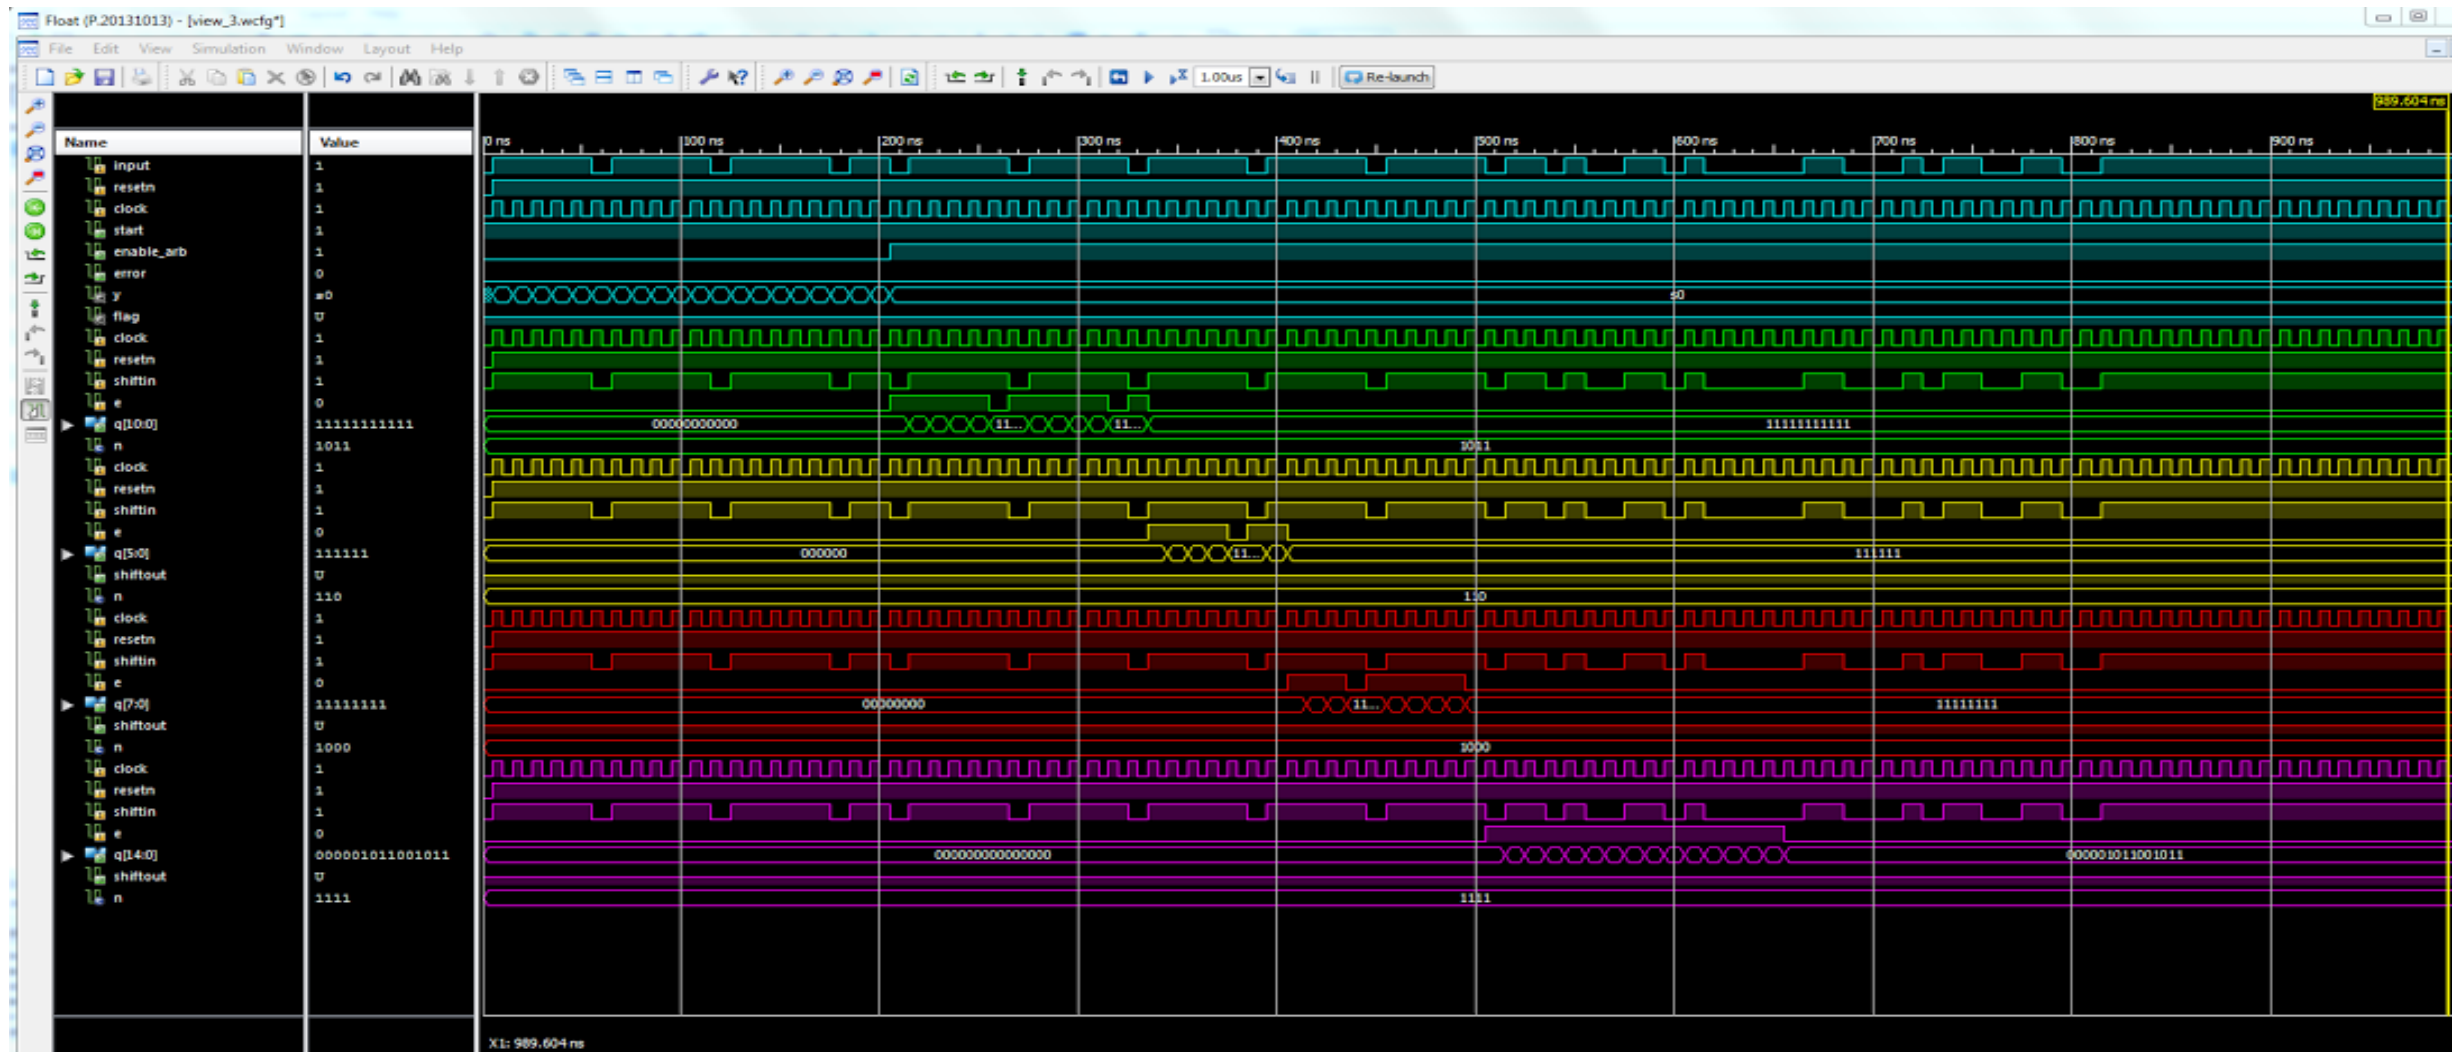 Float (P.20131013) - [view_3.wcfg*]
File Edit View Simulation Window Layout Help
1.00us Re-launch
989.604 ns
Name Value 0 ns 100 ns 200 ns 300 ns 400 ns 500 ns 600 ns 700 ns 800 ns 900 ns
input 1
resetn 1
clock 1
start 1
enable_arb 1
error 0
y s0 s0
flag U
clock 1
resetn 1
shiftin 1
e 0
q[10:0] 11111111111 00000000000 11... 11... 11111111111
n 1011 1011
clock 1
resetn 1
shiftin 1
e 0
q[5:0] 111111 000000 11... 111111
shiftout U
n 110 110
clock 1
resetn 1
shiftin 1
e 0
q[7:0] 11111111 00000000 11... 11111111
shiftout U
n 1000 1000
clock 1
resetn 1
shiftin 1
e 0
q[14:0] 000001011001011 000000000000000 000001011001011
shiftout U
n 1111 1111
X1: 989.604 ns